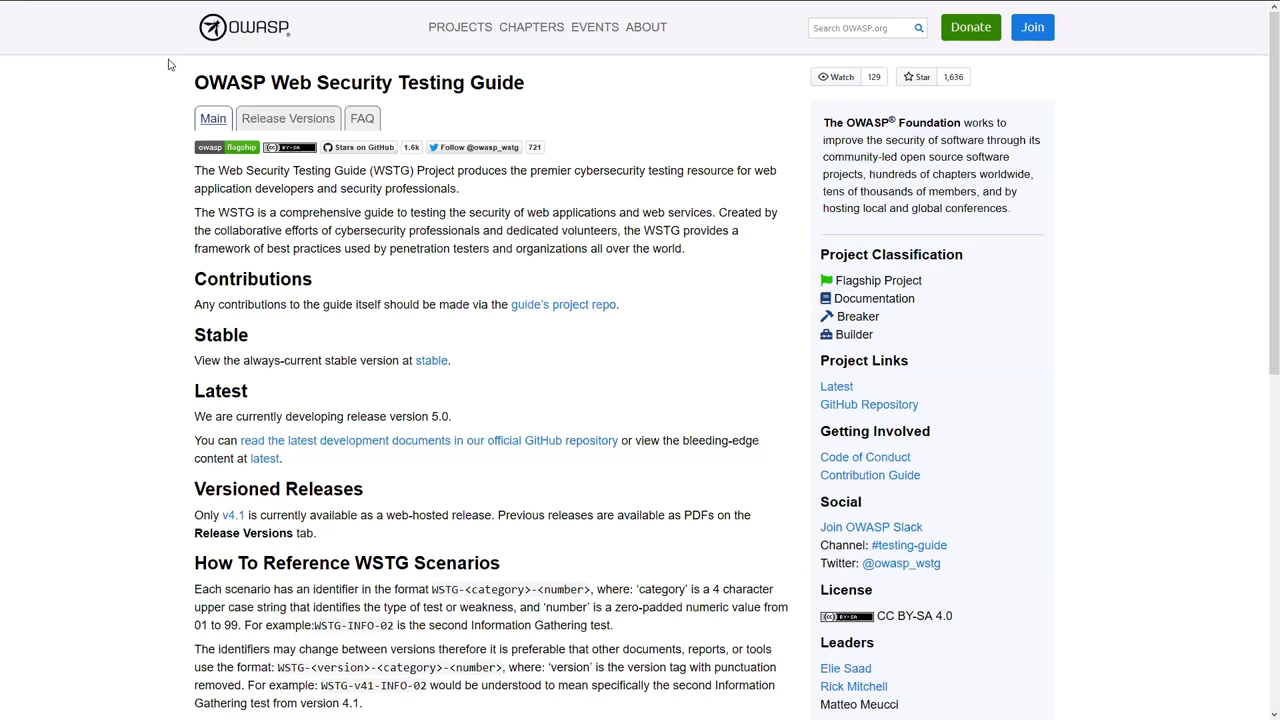 OWASP
PROJECTS CHAPTERS EVENTS ABOUT
Search OWASP.org
Donate
Join
OWASP Web Security Testing Guide
Main
Release Versions
FAQ
owasp flagship
BY-SA
Stars on GitHub 1.6k
Follow @owasp_wstg 721
The Web Security Testing Guide (WSTG) Project produces the premier cybersecurity testing resource for web
application developers and security professionals.
The WSTG is a comprehensive guide to testing the security of web applications and web services. Created by
the collaborative efforts of cybersecurity professionals and dedicated volunteers, the WSTG provides a
framework of best practices used by penetration testers and organizations all over the world.
Contributions
Any contributions to the guide itself should be made via the guide's project repo.
Stable
View the always-current stable version at stable.
Latest
We are currently developing release version 5.0.
You can read the latest development documents in our official GitHub repository or view the bleeding-edge
content at latest.
Versioned Releases
Only v4.1 is currently available as a web-hosted release. Previous releases are available as PDFs on the
Release Versions tab.
How To Reference WSTG Scenarios
Each scenario has an identifier in the format WSTG-<category>-<number>, where: ‘category’ is a 4 character
upper case string that identifies the type of test or weakness, and ‘number’ is a zero-padded numeric value from
01 to 99. For example:WSTG-INFO-02 is the second Information Gathering test.
The identifiers may change between versions therefore it is preferable that other documents, reports, or tools
use the format: WSTG-<version>-<category>-<number>, where: ‘version’ is the version tag with punctuation
removed. For example: WSTG-v41-INFO-02 would be understood to mean specifically the second Information
Gathering test from version 4.1.
Watch 129
Star 1,636
The OWASP® Foundation works to
improve the security of software through its
community-led open source software
projects, hundreds of chapters worldwide,
tens of thousands of members, and by
hosting local and global conferences.
Project Classification
Flagship Project
Documentation
Breaker
Builder
Project Links
Latest
GitHub Repository
Getting Involved
Code of Conduct
Contribution Guide
Social
Join OWASP Slack
Channel: #testing-guide
Twitter: @owasp_wstg
License
BY-SA CC BY-SA 4.0
Leaders
Elie Saad
Rick Mitchell
Matteo Meucci